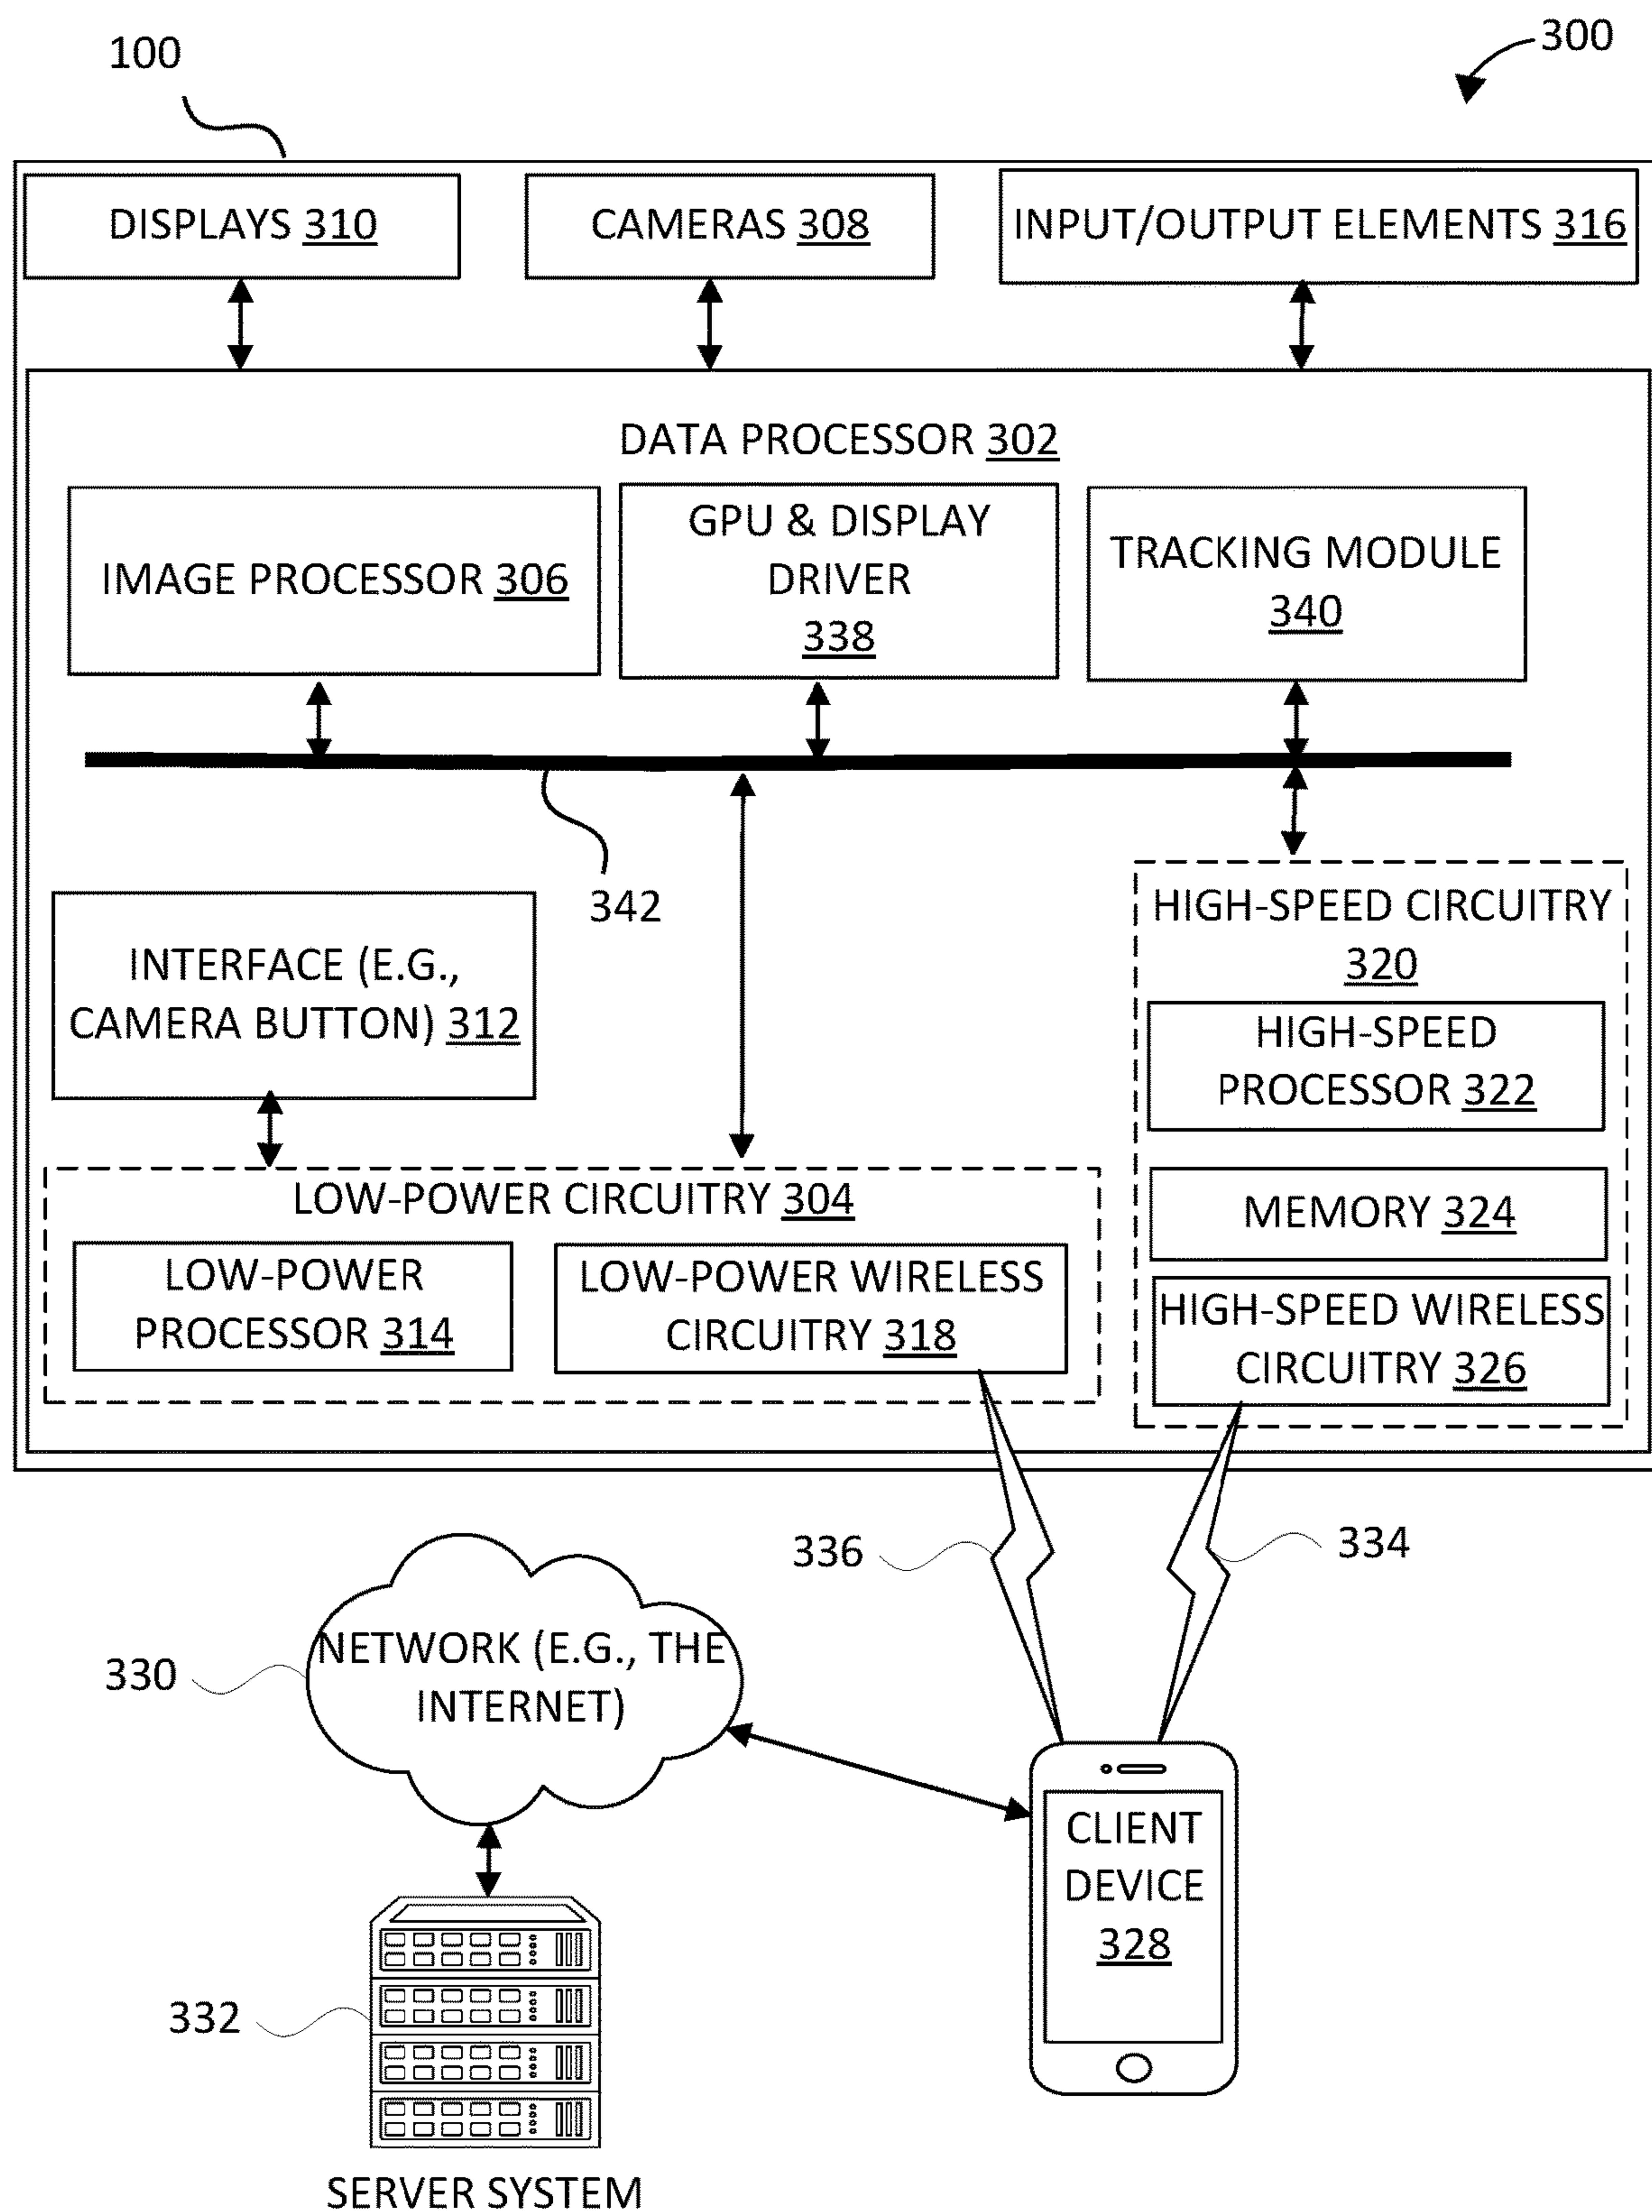 100
300
DISPLAYS 310
CAMERAS 308
INPUT/OUTPUT ELEMENTS 316
DATA PROCESSOR 302
IMAGE PROCESSOR 306
GPU & DISPLAY
DRIVER
338
TRACKING MODULE
340
342
INTERFACE (E.G.,
CAMERA BUTTON) 312
HIGH-SPEED CIRCUITRY
320
HIGH-SPEED
PROCESSOR 322
MEMORY 324
HIGH-SPEED WIRELESS
CIRCUITRY 326
LOW-POWER CIRCUITRY 304
LOW-POWER
PROCESSOR 314
LOW-POWER WIRELESS
CIRCUITRY 318
336
334
330
NETWORK (E.G., THE
INTERNET)
CLIENT
DEVICE
328
332
SERVER SYSTEM